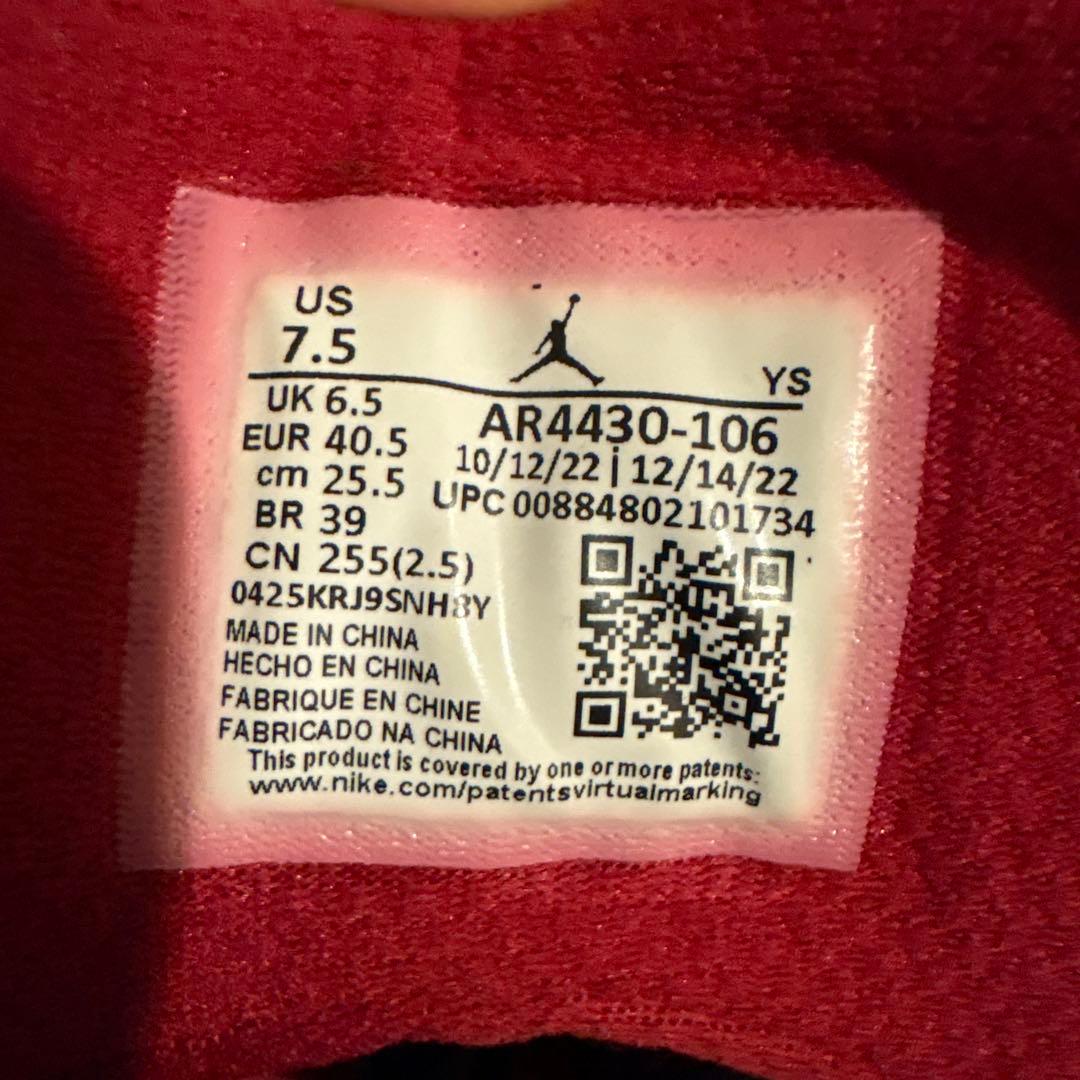 US
7.5
YS
UK 6.5
EUR 40.5
cm 25.5
BR 39
CN 255(2.5)
AR4430-106
10/12/22 | 12/14/22
UPC 00884802101734
0425KRJ9SNH8Y
MADE IN CHINA
HECHO EN CHINA
FABRIQUE EN CHINE
FABRICADO NA CHINA
This product is covered by one or more patents:
www.nike.com/patentsvirtualmarking